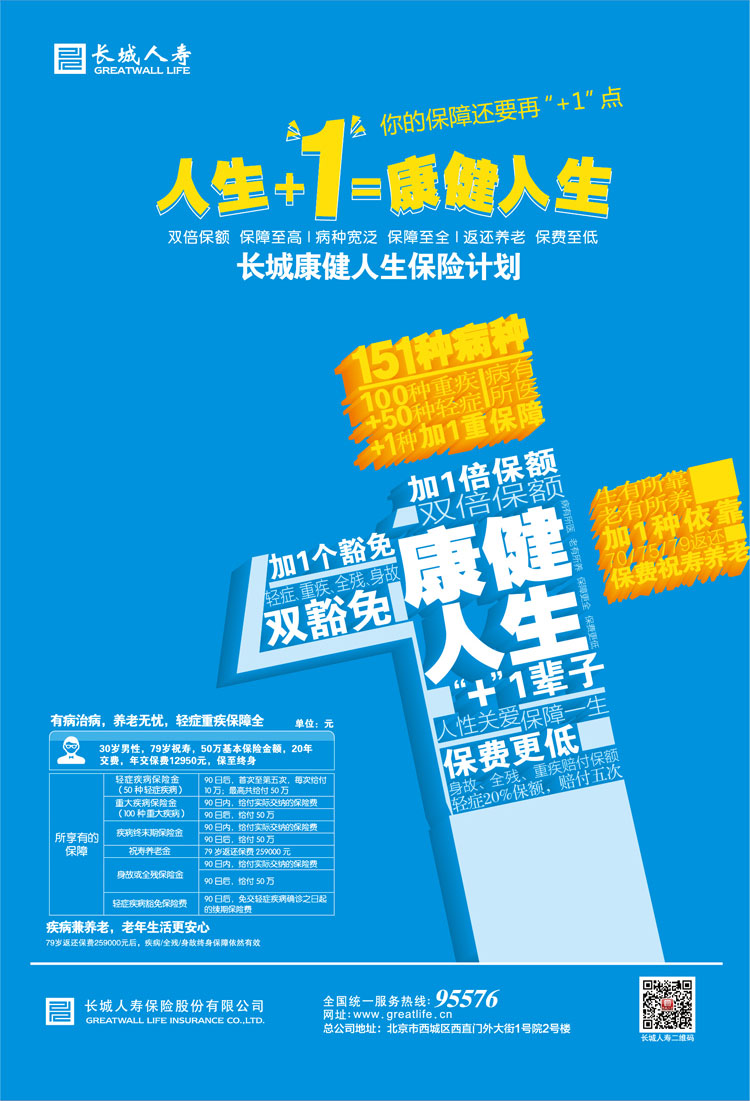 长城人寿
GREATWALL LIFE
你的保障还要再“+1”点
人生+1=康健人生
双倍保额 保障至高|病种宽泛 保障至全|返还养老 保费至低
长城康健人生保险计划
151种病种
100种重疾
+50种轻症
病有
所医
+1种加1重保障
加1倍保额
双倍保额
生有所靠
老有所养
加1种依靠
70/75/79返还
保费祝寿养老
加1个豁免
轻症、重疾、全残、身故
双豁免
康健
人生
病有所医 老有所养 保障更全 保费更低
“+”1辈子
人性关爱保障一生
保费更低
身故、全残、重疾赔付保额
轻症20%保额，赔付五次
有病治病，养老无忧，轻症重疾保障全
单位：元
30岁男性，79岁祝寿，50万基本保险金额，20年
交费，年交保费12950元，保至终身
所享有的
保障
轻症疾病保险金
（50种轻症疾病）
90日后，首次至第五次，每次给付
10万；最高共给付50万
重大疾病保险金
（100种重大疾病）
90日内，给付实际交纳的保险费
90日后，给付50万
疾病终末期保险金
90日内，给付实际交纳的保险费
90日后，给付50万
祝寿养老金
79岁返还保费259000元
身故或全残保险金
90日内，给付实际交纳的保险费
90日后，给付50万
轻症疾病豁免保险费
90日后，免交轻症疾病确诊之日起
的续期保险费
疾病兼养老，老年生活更安心
79岁返还保费259000元后，疾病/全残/身故终身保障依然有效
长城人寿保险股份有限公司
GREATWALL LIFE INSURANCE CO.,LTD.
全国统一服务热线：95576
网址：www.greatlife.cn
总公司地址：北京市西城区西直门外大街1号院2号楼
长城人寿二维码